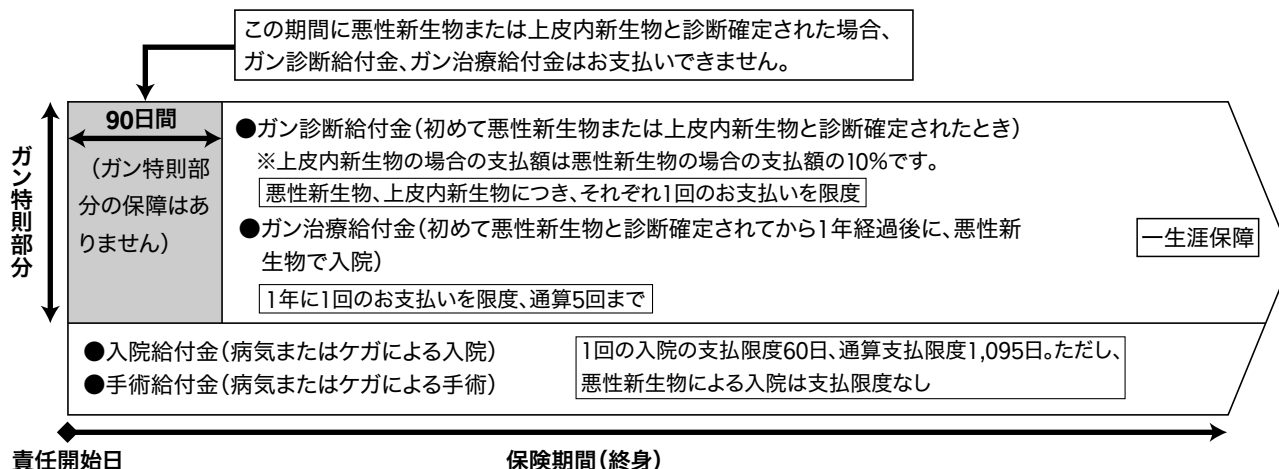 この期間に悪性新生物または上皮内新生物と診断確定された場合、
ガン診断給付金、ガン治療給付金はお支払いできません。
ガン特則部分
90日間
（ガン特則部
分の保障はあ
りません）
●ガン診断給付金（初めて悪性新生物または上皮内新生物と診断確定されたとき）
※上皮内新生物の場合の支払額は悪性新生物の場合の支払額の10％です。
悪性新生物、上皮内新生物につき、それぞれ1回のお支払いを限度
●ガン治療給付金（初めて悪性新生物と診断確定されてから1年経過後に、悪性新
生物で入院）
1年に1回のお支払いを限度、通算5回まで
一生涯保障
●入院給付金（病気またはケガによる入院）
●手術給付金（病気またはケガによる手術）
1回の入院の支払限度60日、通算支払限度1,095日。ただし、
悪性新生物による入院は支払限度なし
責任開始日
保険期間（終身）